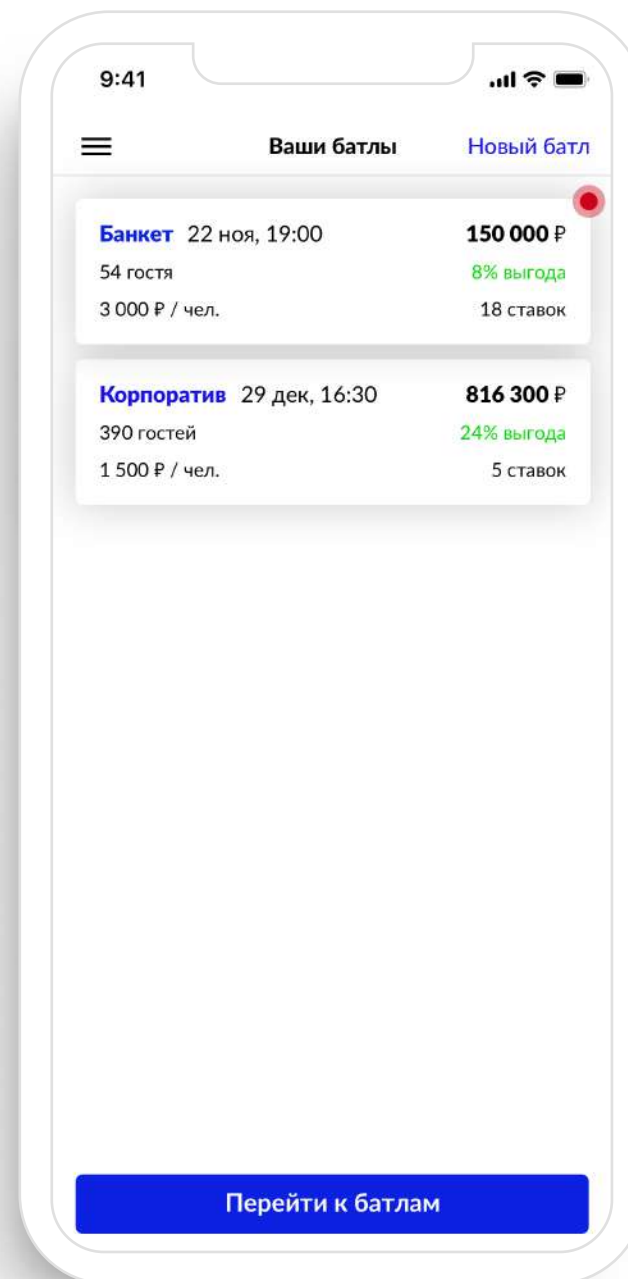 9:41
Ваши батлы Новый батл
Банкет 22 ноя, 19:00 150 000 ₽
54 гостя 8% выгода
3 000 ₽ / чел. 18 ставок
Корпоратив 29 дек, 16:30 816 300 ₽
390 гостей 24% выгода
1 500 ₽ / чел. 5 ставок
Перейти к батлам